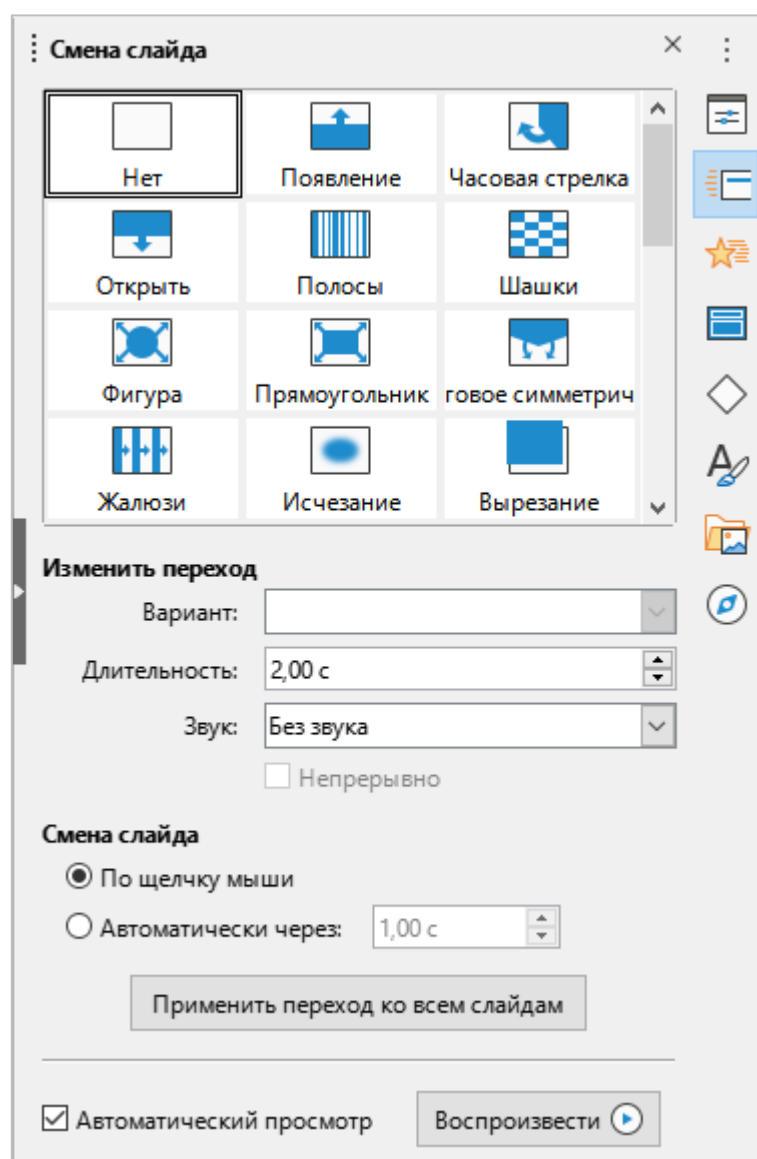 Смена слайда
Нет Появление Часовая стрелка
Открыть Полосы Шашки
Фигура Прямоугольник говое симметрич
Жалюзи Исчезание Вырезание
Изменить переход
Вариант:
Длительность: 2,00 с
Звук: Без звука
Непрерывно
Смена слайда
По щелчку мыши
Автоматически через: 1,00 с
Применить переход ко всем слайдам
Автоматический просмотр Воспроизвести